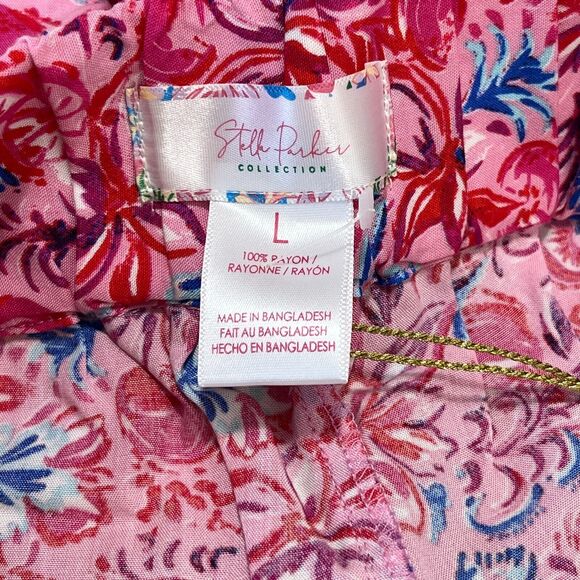 Stella Parker
COLLECTION
L
100% RAYON /
RAYONNE / RAYÓN
MADE IN BANGLADESH
FAIT AU BANGLADESH
HECHO EN BANGLADESH